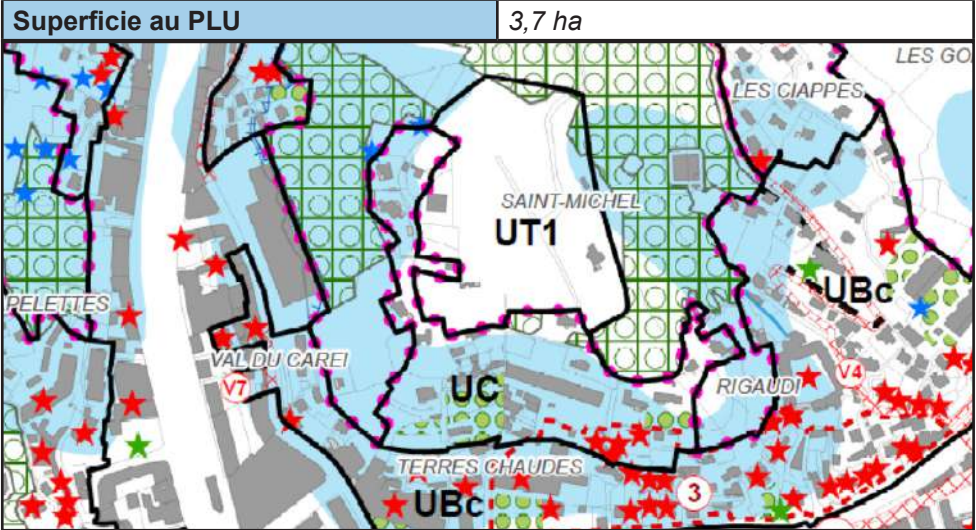 Superficie au PLU 3,7 ha
LES GO
LES CIAPPES
SAINT-MICHEL
UT1
UBc
PELETTES
VAL DU CAREI
V7
UC
RIGAUDI
V4
TERRES CHAUDES
UBc
3